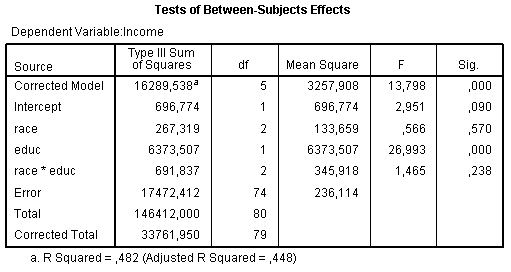 Tests of Between-Subjects Effects
Dependent Variable:Income
Source Type III Sum of Squares df Mean Square F Sig.
Corrected Model 16289,538a 5 3257,908 13,798 ,000
Intercept 696,774 1 696,774 2,951 ,090
race 267,319 2 133,659 ,566 ,570
educ 6373,507 1 6373,507 26,993 ,000
race * educ 691,837 2 345,918 1,465 ,238
Error 17472,412 74 236,114
Total 146412,000 80
Corrected Total 33761,950 79
a. R Squared = ,482 (Adjusted R Squared = ,448)